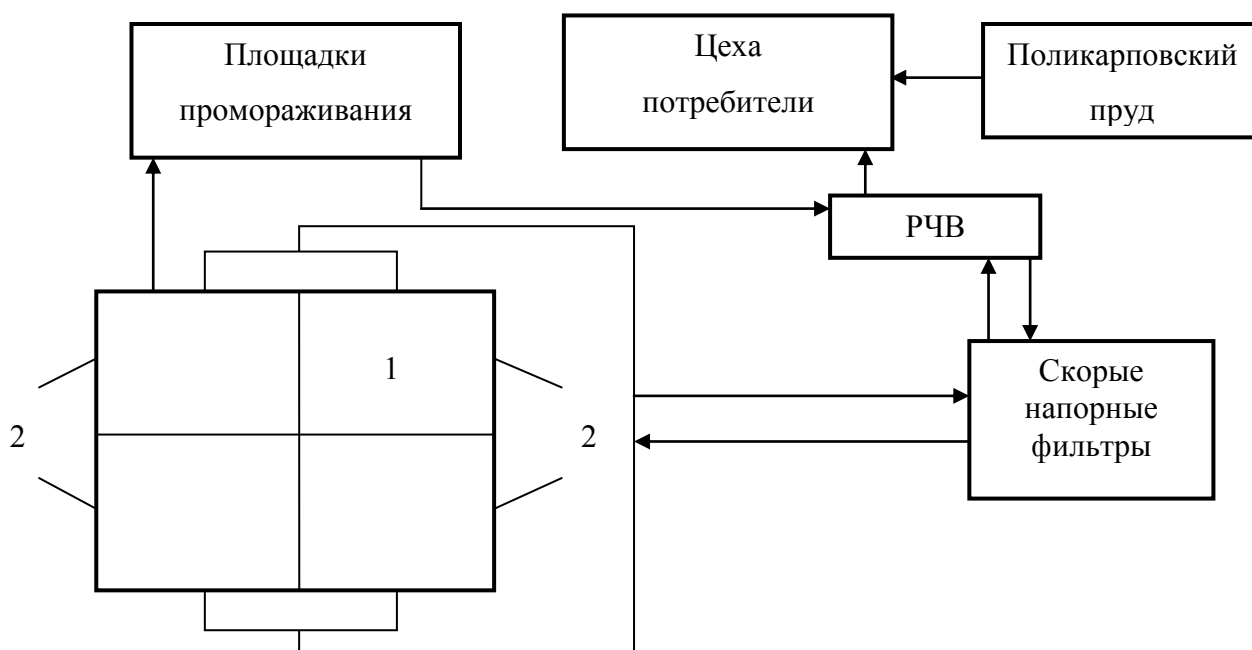 Площадки
промораживания
Цеха
потребители
Поликарповский
пруд
РЧВ
1
2
2
Скорые
напорные
фильтры